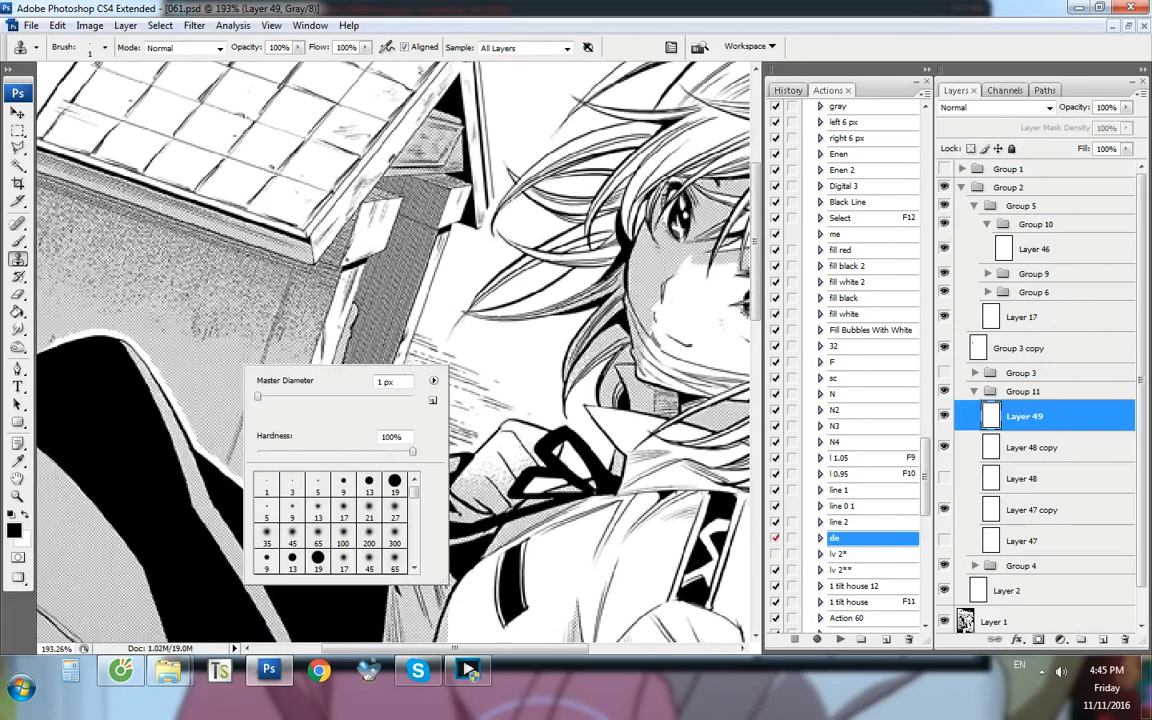 Adobe Photoshop CS4 Extended - [061.psd @ 193% (Layer 49, Gray/8)]
File Edit Image Layer Select Filter Analysis View Window Help
Brush: 1 Mode: Normal Opacity: 100% Flow: 100% Aligned Sample: All Layers Workspace
Ps
T
History Actions
gray
left 6 px
right 6 px
Enen
Enen 2
Digital 3
Black Line
Select F12
me
fill red
fill black 2
fill white 2
fill black
fill white
Fill Bubbles With White
32
F
sc
N
N2
N3
N4
l 1.05 F9
l 0.95 F10
line 1
line 0 1
line 2
de
lv 2*
lv 2**
1 tilt house 12
1 tilt house F11
Action 60
Layers Channels Paths
Normal Opacity: 100%
Layer Mask Density: 100%
Lock: Fill: 100%
Group 1
Group 2
Group 5
Group 10
Layer 46
Group 9
Group 6
Layer 17
Group 3 copy
Group 3
Group 11
Layer 49
Layer 48 copy
Layer 48
Layer 47 copy
Layer 47
Group 4
Layer 2
Layer 1
fx
Master Diameter 1 px
Hardness: 100%
1 3 5 9 13 19
5 9 13 17 21 27
35 45 65 100 200 300
9 13 19 17 45 65
193.26% Doc: 1.02M/19.0M
TS Ps S
EN
4:45 PM
Friday
11/11/2016